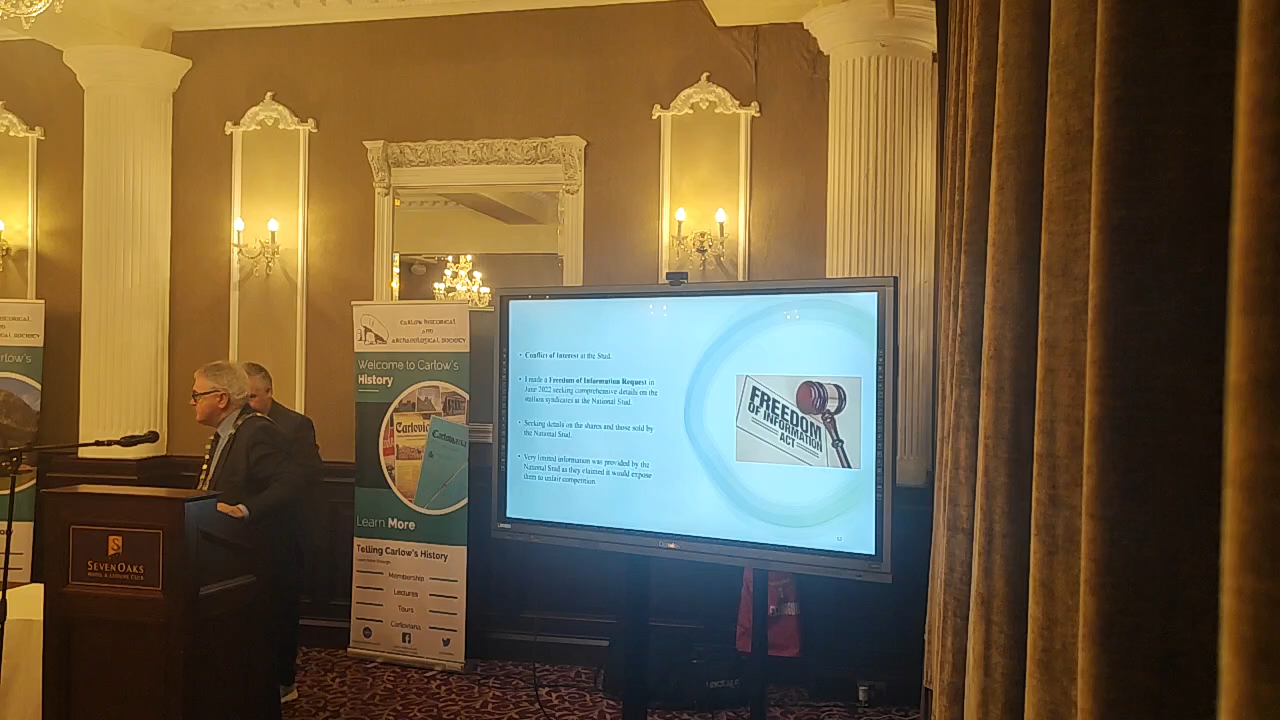 CARLOW HISTORICAL
AND
ARCHAEOLOGICAL SOCIETY
Welcome to Carlow's
History
Carloviana
Learn More
Telling Carlow's History
Membership
Lectures
Tours
Carloviana
SEVEN OAKS
HOTEL & LEISURE CLUB
• Conflict of Interest at the Stud.
• I made a Freedom of Information Request in
June 2022 seeking comprehensive details on the
stallion syndicates at the National Stud.
• Seeking details on the shares and those sold by
the National Stud.
• Very limited information was provided by the
National Stud as they claimed it would expose
them to unfair competition.
FREEDOM
OF INFORMATION
ACT